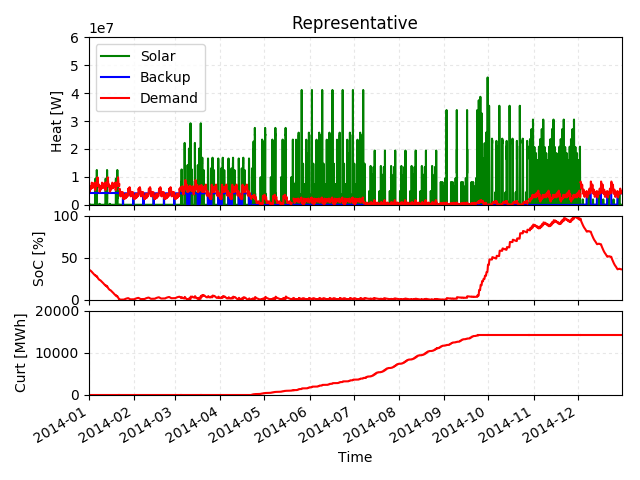 Representative
1e7
6
5
4
3
2
1
0
Heat [W]
Solar
Backup
Demand
100
50
0
SoC [%]
20000
10000
0
Curt [MWh]
2014-01
2014-02
2014-03
2014-04
2014-05
2014-06
2014-07
2014-08
2014-09
2014-10
2014-11
2014-12
Time